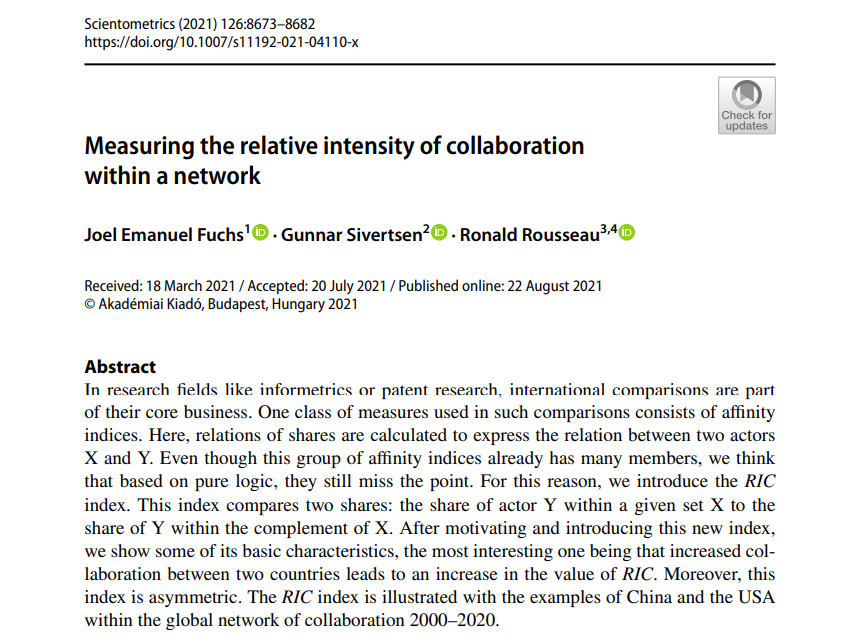 Scientometrics (2021) 126:8673–8682
https://doi.org/10.1007/s11192-021-04110-x
Check for
updates
Measuring the relative intensity of collaboration
within a network
Joel Emanuel Fuchs1 iD · Gunnar Sivertsen2 iD · Ronald Rousseau3,4 iD
Received: 18 March 2021 / Accepted: 20 July 2021 / Published online: 22 August 2021
© Akadémiai Kiadó, Budapest, Hungary 2021
Abstract
In research fields like informetrics or patent research, international comparisons are part
of their core business. One class of measures used in such comparisons consists of affinity
indices. Here, relations of shares are calculated to express the relation between two actors
X and Y. Even though this group of affinity indices already has many members, we think
that based on pure logic, they still miss the point. For this reason, we introduce the RIC
index. This index compares two shares: the share of actor Y within a given set X to the
share of Y within the complement of X. After motivating and introducing this new index,
we show some of its basic characteristics, the most interesting one being that increased col-
laboration between two countries leads to an increase in the value of RIC. Moreover, this
index is asymmetric. The RIC index is illustrated with the examples of China and the USA
within the global network of collaboration 2000–2020.